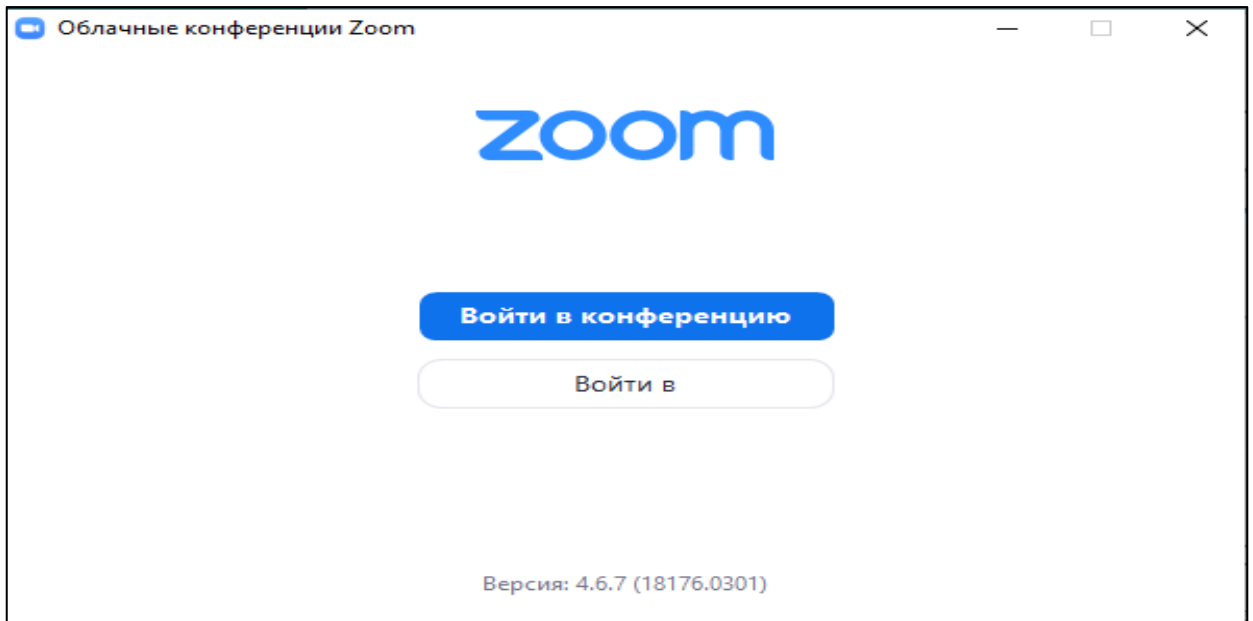 Облачные конференции Zoom
zoom
Войти в конференцию
Войти в
Версия: 4.6.7 (18176.0301)